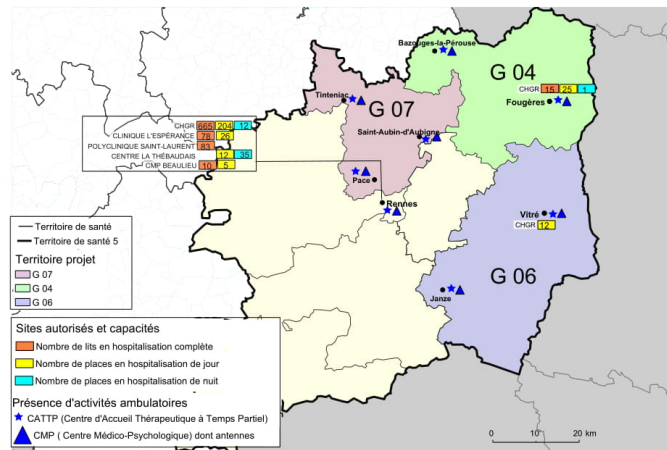 Bazouges-la-Pérouse
G 04
CHGR 15 25 1
Fougères
Tinteniac
G 07
Saint-Aubin-d'Aubigne
CHGR 665 204 12
CLINIQUE L'ESPÉRANCE 78 26
POLYCLINIQUE SAINT-LAURENT 83
CENTRE LA THÉBAUDAIS 12 35
CMP BEAULIEU 10 5
Pace
Rennes
Vitré
CHGR 12
G 06
Janze
Territoire de santé
Territoire de santé 5
Territoire projet
G 07
G 04
G 06
Sites autorisés et capacités
Nombre de lits en hospitalisation complète
Nombre de places en hospitalisation de jour
Nombre de places en hospitalisation de nuit
Présence d'activités ambulatoires
CATTP (Centre d'Accueil Thérapeutique à Temps Partiel)
CMP ( Centre Médico-Psychologique) dont antennes
0 10 20 km